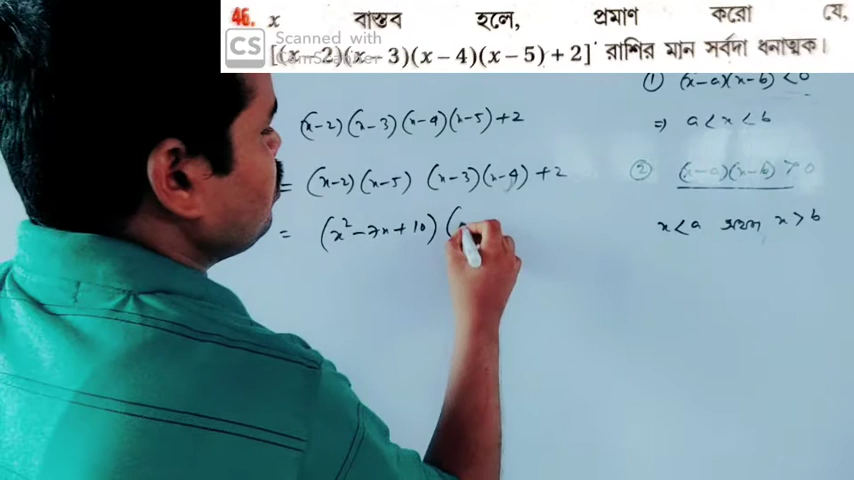 46. x বাস্তব হলে, প্রমাণ করো যে,
[(x – 2)(x – 3)(x – 4)(x – 5) + 2] রাশির মান সর্বদা ধনাত্মক।
CS Scanned with
CamScanner
(x-2)(x-3)(x-4)(x-5)+2
= (x-2)(x-5) (x-3)(x-4)+2
= (x²-7x+10)(
① (x-a)(x-b)<0
⇒ a<x<b
② (x-a)(x-b)>0
x<a অথবা x>b